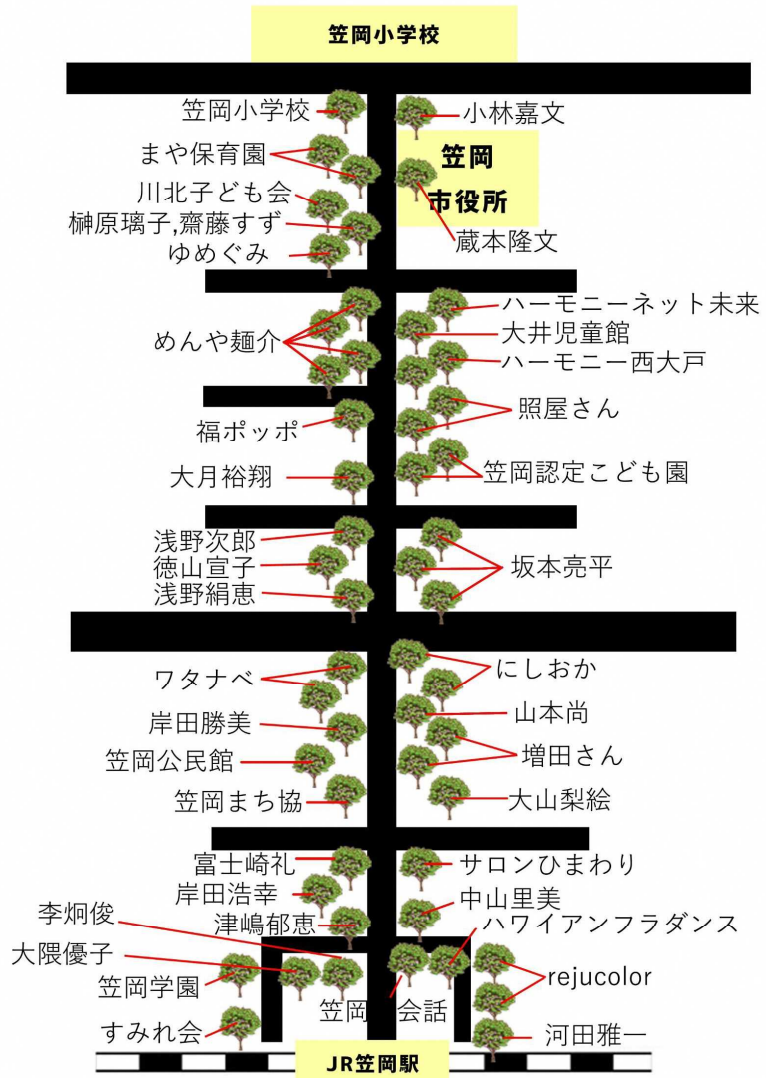 笠岡小学校
笠岡小学校
小林嘉文
まや保育園
笠岡
市役所
川北子ども会
榊原璃子,齋藤すず
ゆめぐみ
蔵本隆文
ハーモニーネット未来
大井児童館
めんや麺介
ハーモニー西大戸
照屋さん
福ポッポ
大月裕翔
笠岡認定こども園
浅野次郎
徳山宣子
浅野絹恵
坂本亮平
にしおか
ワタナベ
山本尚
岸田勝美
増田さん
笠岡公民館
笠岡まち協
大山梨絵
富士崎礼
サロンひまわり
岸田浩幸
中山里美
李炯俊
津嶋郁恵
ハワイアンフラダンス
大隈優子
笠岡学園
rejucolor
笠岡 会話
すみれ会
河田雅一
JR笠岡駅